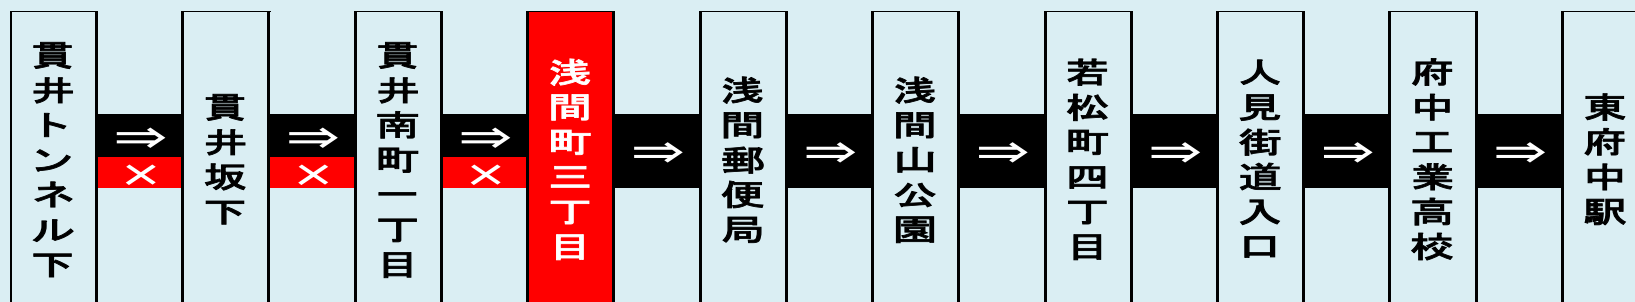 貫井トンネル下
⇒
×
貫井坂下
⇒
×
貫井南町一丁目
⇒
×
浅間町三丁目
⇒
浅間郵便局
⇒
浅間山公園
⇒
若松町四丁目
⇒
人見街道入口
⇒
府中工業高校
⇒
東府中駅